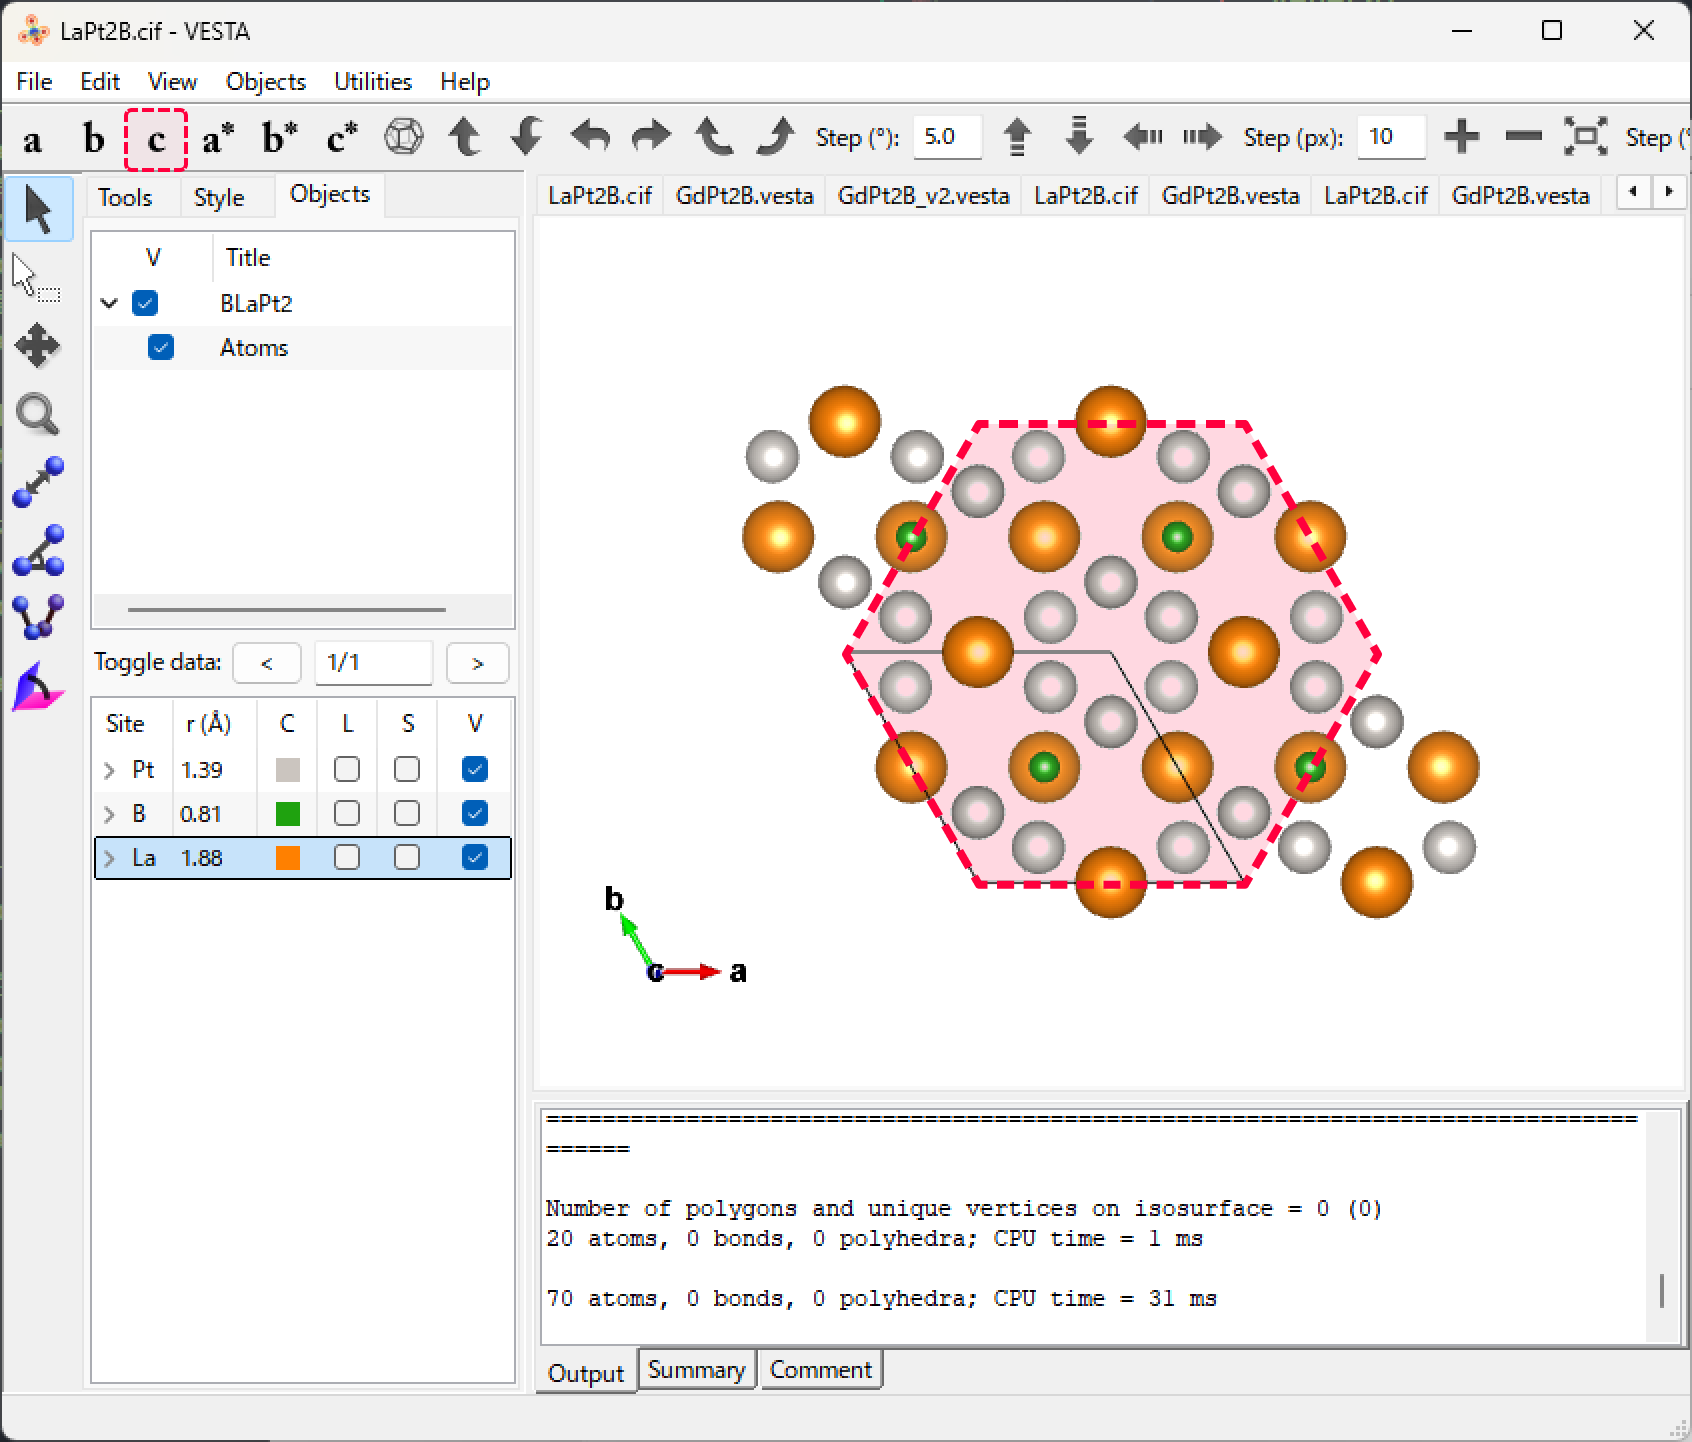 LaPt2B.cif - VESTA
File Edit View Objects Utilities Help
a b c a* b* c* Step (°): 5.0 Step (px): 10 Step (°
Tools Style Objects
LaPt2B.cif GdPt2B.vesta GdPt2B_v2.vesta LaPt2B.cif GdPt2B.vesta LaPt2B.cif GdPt2B.vesta
V Title
BLaPt2
Atoms
Toggle data: < 1/1 >
Site r (Å) C L S V
Pt 1.39
B 0.81
La 1.88
b
c a
==============================================================================
======
Number of polygons and unique vertices on isosurface = 0 (0)
20 atoms, 0 bonds, 0 polyhedra; CPU time = 1 ms
70 atoms, 0 bonds, 0 polyhedra; CPU time = 31 ms
Output Summary Comment